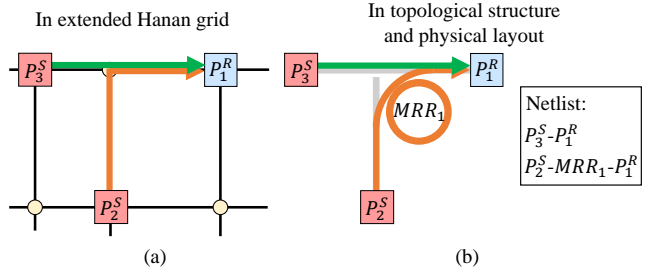 In extended Hanan grid
In topological structure
and physical layout
P_3^S
P_1^R
P_2^S
(a)
P_3^S
P_1^R
MRR_1
P_2^S
(b)
Netlist:
P_3^S-P_1^R
P_2^S-MRR_1-P_1^R